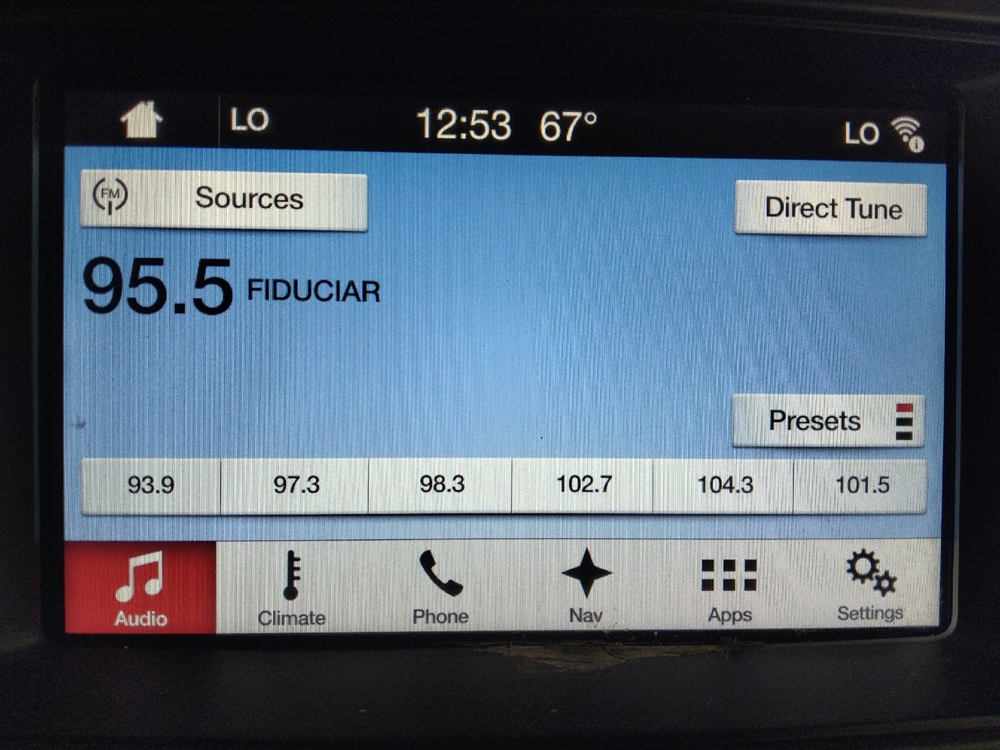 LO 12:53 67° LO
FM Sources Direct Tune
95.5 FIDUCIAR
Presets
93.9 97.3 98.3 102.7 104.3 101.5
Audio Climate Phone Nav Apps Settings